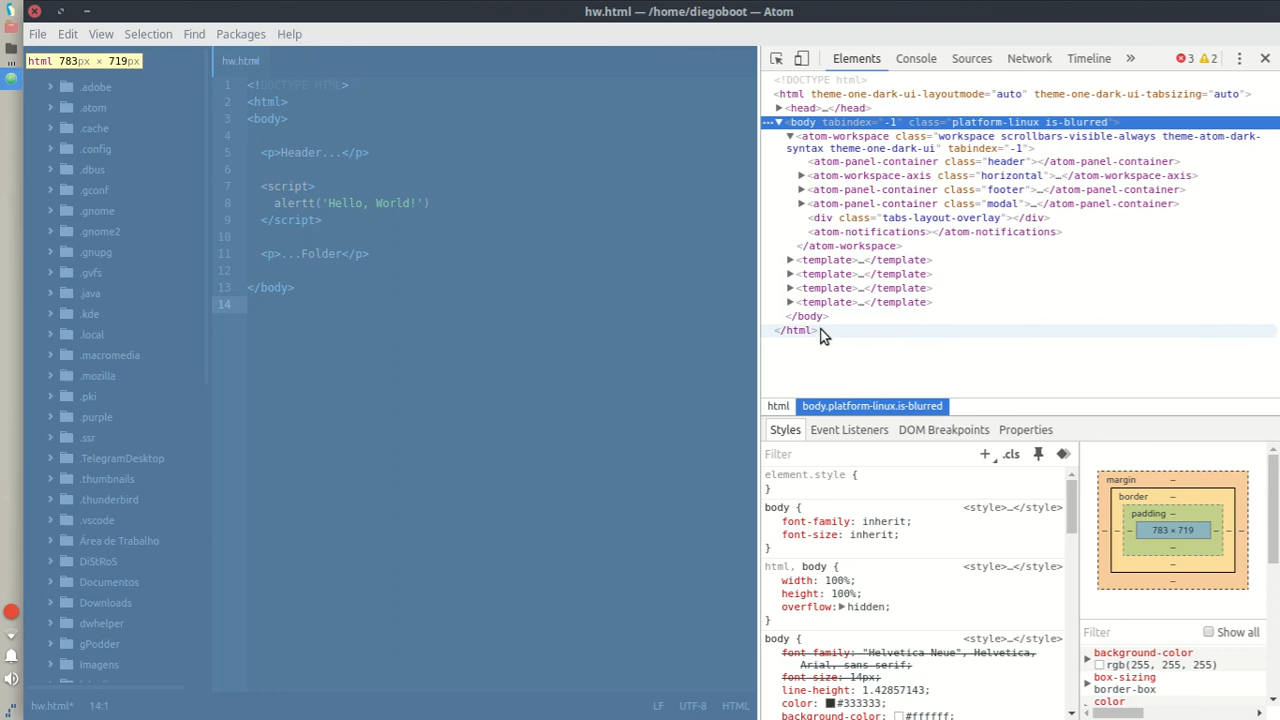 hw.html — /home/diegoboot — Atom
File Edit View Selection Find Packages Help
html 783px × 719px
.adobe
.atom
.cache
.config
.dbus
.gconf
.gnome
.gnome2
.gnupg
.gvfs
.java
.kde
.local
.macromedia
.mozilla
.pki
.purple
.ssr
.TelegramDesktop
.thumbnails
.thunderbird
.vscode
Área de Trabalho
DiStRoS
Documentos
Downloads
dwhelper
gPodder
Imagens
hw.html
1 <!DOCTYPE HTML>
2 <html>
3 <body>
4
5 <p>Header...</p>
6
7 <script>
8 alertt('Hello, World!')
9 </script>
10
11 <p>...Folder</p>
12
13 </body>
14
hw.html* 14:1 LF UTF-8 HTML
Elements Console Sources Network Timeline » 3 2
<!DOCTYPE html>
<html theme-one-dark-ui-layoutmode="auto" theme-one-dark-ui-tabsizing="auto">
<head>…</head>
<body tabindex="-1" class="platform-linux is-blurred">
<atom-workspace class="workspace scrollbars-visible-always theme-atom-dark-
syntax theme-one-dark-ui" tabindex="-1">
<atom-panel-container class="header"></atom-panel-container>
<atom-workspace-axis class="horizontal">…</atom-workspace-axis>
<atom-panel-container class="footer">…</atom-panel-container>
<atom-panel-container class="modal">…</atom-panel-container>
<div class="tabs-layout-overlay"></div>
<atom-notifications></atom-notifications>
</atom-workspace>
<template>…</template>
<template>…</template>
<template>…</template>
<template>…</template>
</body>
</html>
html body.platform-linux.is-blurred
Styles Event Listeners DOM Breakpoints Properties
Filter + .cls
element.style {
}
body { <style>…</style>
font-family: inherit;
font-size: inherit;
}
html, body { <style>…</style>
width: 100%;
height: 100%;
overflow: hidden;
}
body { <style>…</style>
font-family: "Helvetica Neue", Helvetica,
Arial, sans-serif;
font-size: 14px;
line-height: 1.42857143;
color: #333333;
background-color: #ffffff;
margin –
border –
padding –
– – – 783 × 719 – – –
–
–
–
Filter Show all
background-color
rgb(255, 255, 255)
box-sizing
border-box
color